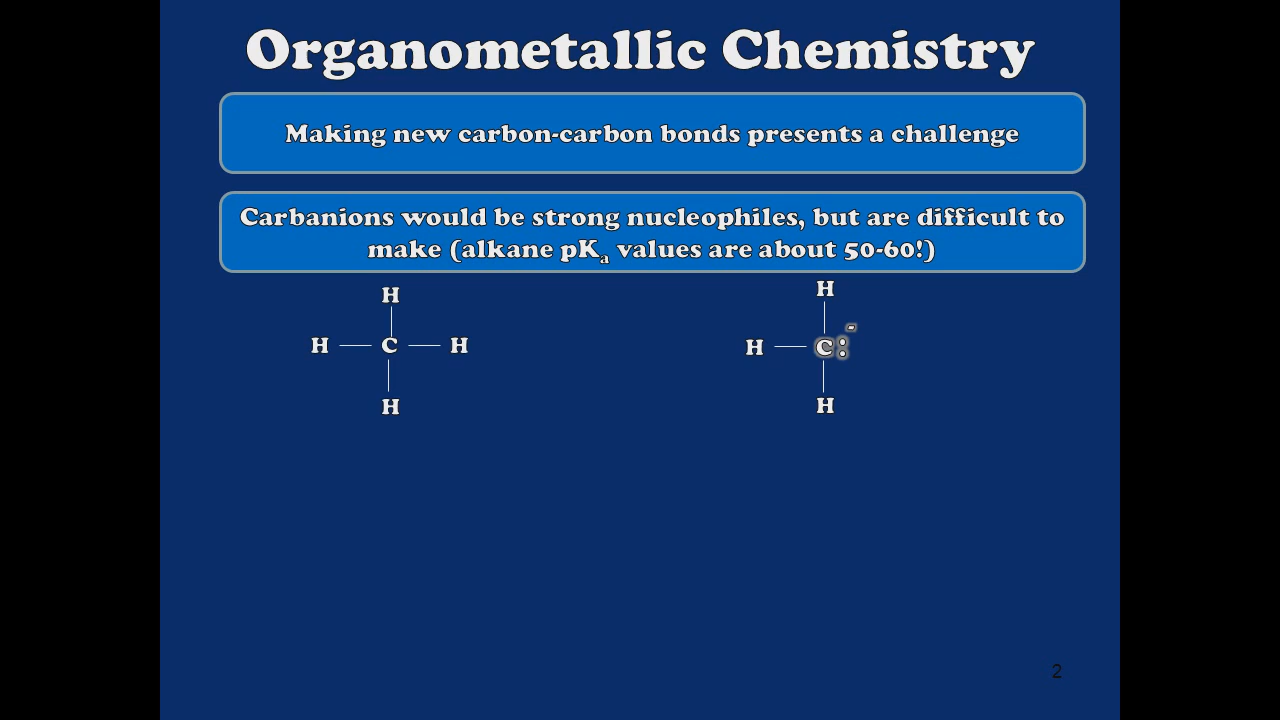 Organometallic Chemistry
Making new carbon-carbon bonds presents a challenge
Carbanions would be strong nucleophiles, but are difficult to
make (alkane pKa values are about 50-60!)
H
H C H
H
H
-
H C :
H
2